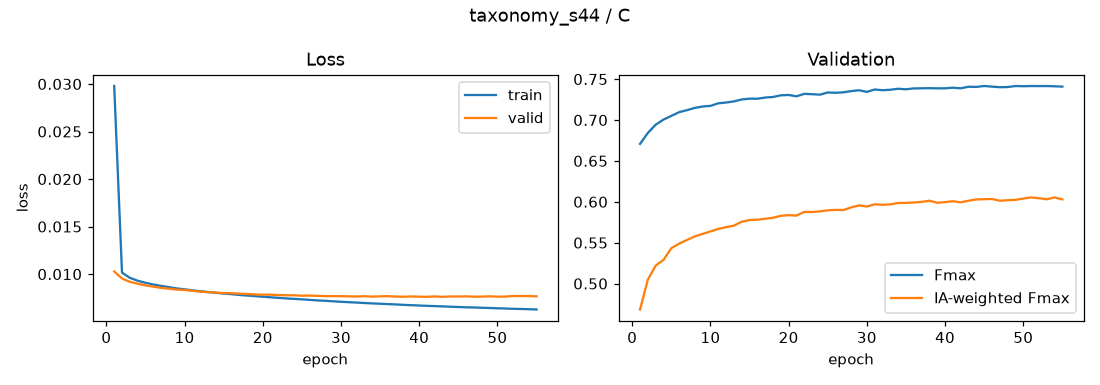 taxonomy_s44 / C
Loss
0.030
0.025
0.020
0.015
0.010
loss
train
valid
0 10 20 30 40 50
epoch
Validation
0.75
0.70
0.65
0.60
0.55
0.50
Fmax
IA-weighted Fmax
0 10 20 30 40 50
epoch